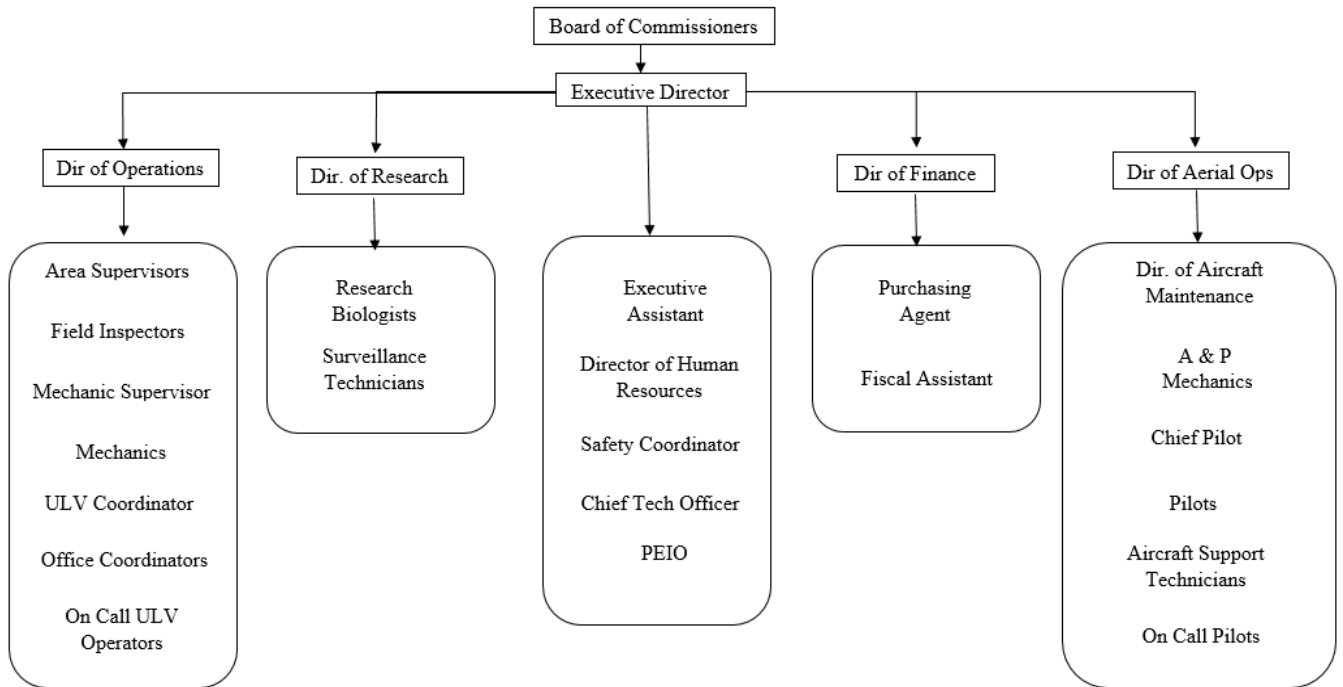 Board of Commissioners
Executive Director
Dir of Operations
Dir. of Research
Dir of Finance
Dir of Aerial Ops
Area Supervisors
Field Inspectors
Mechanic Supervisor
Mechanics
ULV Coordinator
Office Coordinators
On Call ULV
Operators
Research
Biologists
Surveillance
Technicians
Executive
Assistant
Director of Human
Resources
Safety Coordinator
Chief Tech Officer
PEIO
Purchasing
Agent
Fiscal Assistant
Dir. of Aircraft
Maintenance
A & P
Mechanics
Chief Pilot
Pilots
Aircraft Support
Technicians
On Call Pilots